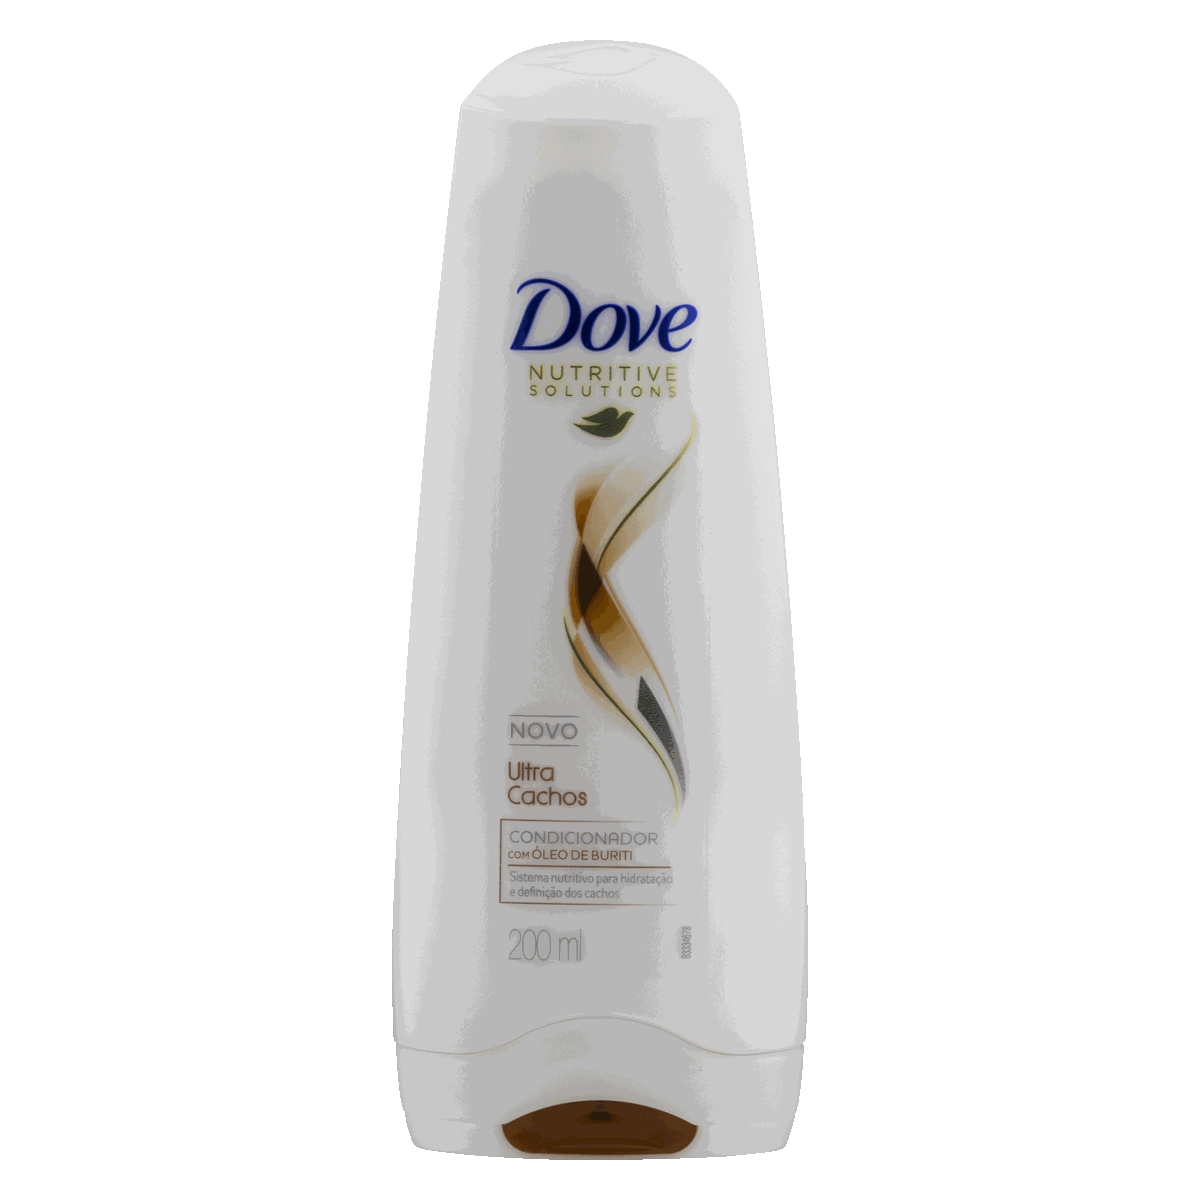 Dove
NUTRITIVE
SOLUTIONS
NOVO
Ultra
Cachos
CONDICIONADOR
COM ÓLEO DE BURITI
Sistema nutritivo para hidratação
e definição dos cachos
200 ml